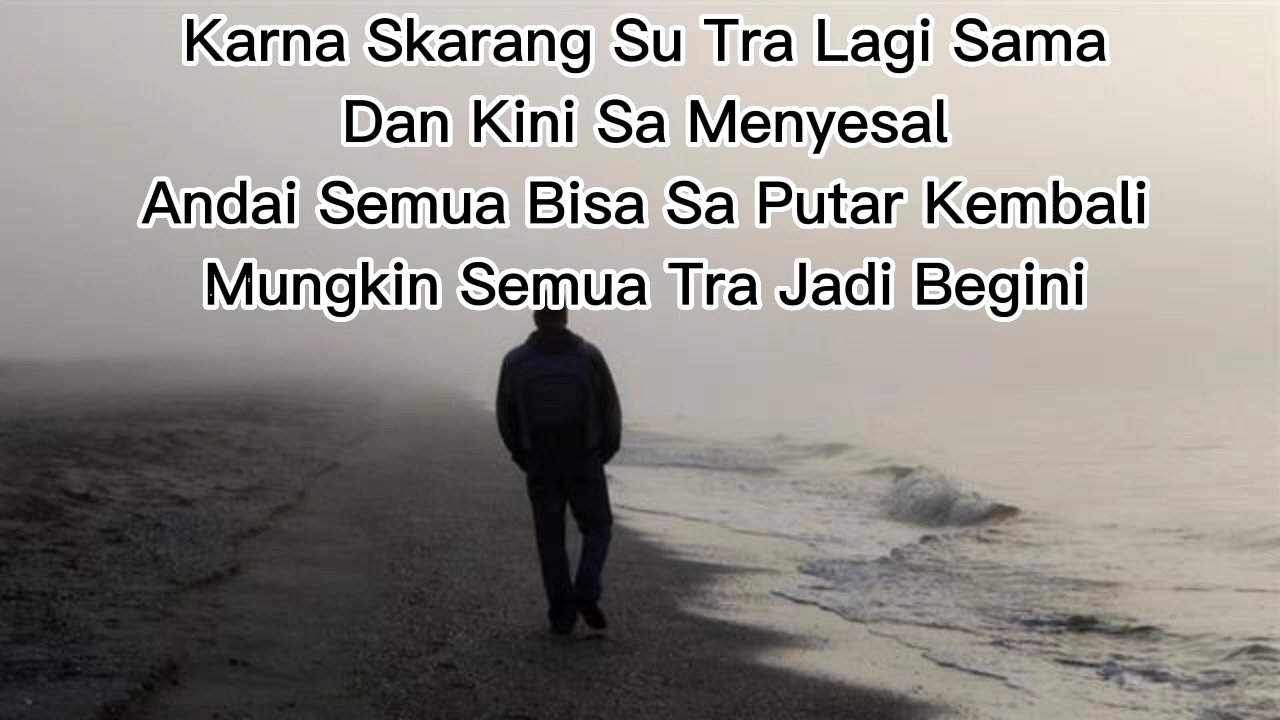 Karna Skarang Su Tra Lagi Sama
Dan Kini Sa Menyesal
Andai Semua Bisa Sa Putar Kembali
Mungkin Semua Tra Jadi Begini